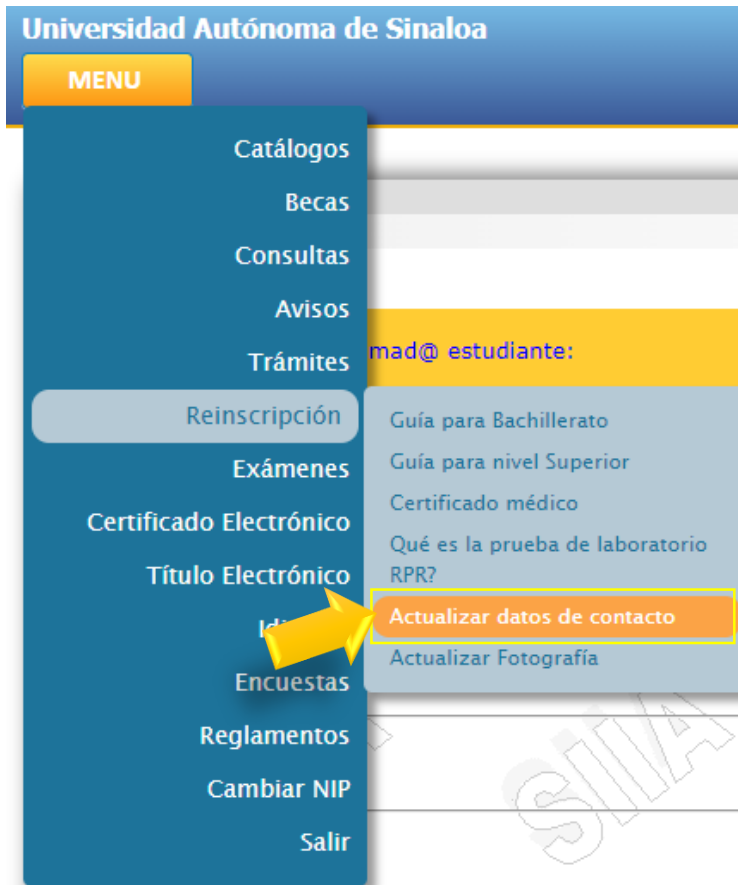 Universidad Autónoma de Sinaloa
MENU
Catálogos
Becas
Consultas
Avisos
Trámites
mad@ estudiante:
Reinscripción
Guía para Bachillerato
Guía para nivel Superior
Certificado médico
Qué es la prueba de laboratorio
RPR?
Actualizar datos de contacto
Actualizar Fotografía
Exámenes
Certificado Electrónico
Título Electrónico
Encuestas
Reglamentos
Cambiar NIP
Salir
SIIA